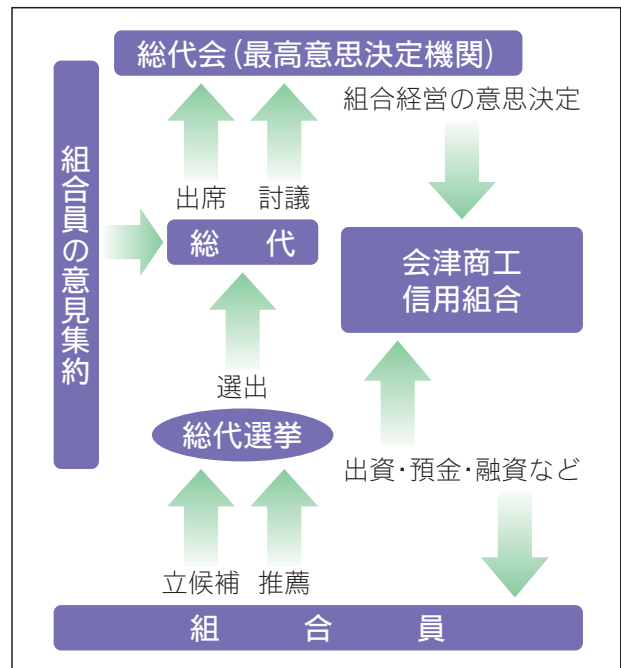 総代会(最高意思決定機関)
組合経営の意思決定
組合員の意見集約
出席 討議
総代
会津商工
信用組合
選出
総代選挙
出資・預金・融資など
立候補 推薦
組合員